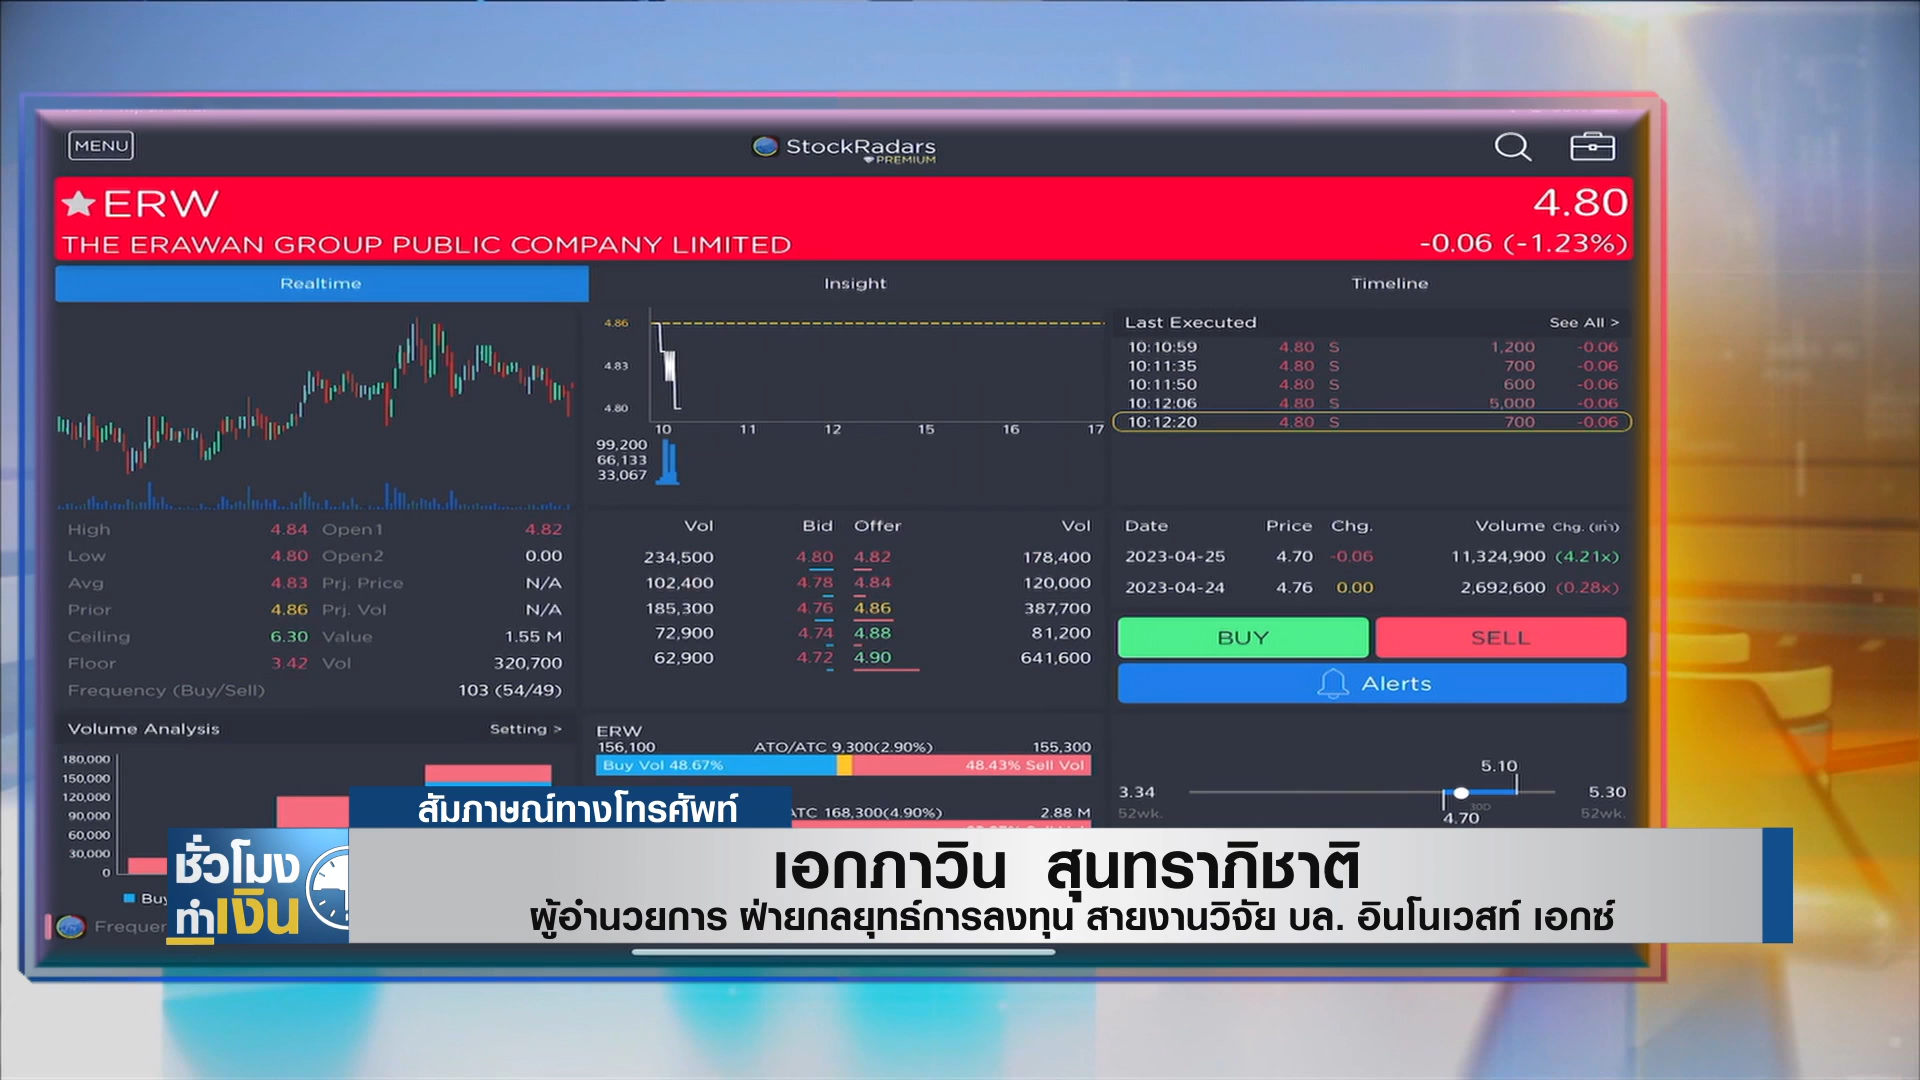 MENU
StockRadars
PREMIUM
ERW
4.80
THE ERAWAN GROUP PUBLIC COMPANY LIMITED
-0.06 (-1.23%)
Realtime
Insight
Timeline
4.86
4.83
4.80
10 11 12 15 16 17
99,200
66,133
33,067
Last Executed See All >
10:10:59 4.80 S 1,200 -0.06
10:11:35 4.80 S 700 -0.06
10:11:50 4.80 S 600 -0.06
10:12:06 4.80 S 5,000 -0.06
10:12:20 4.80 S 700 -0.06
High 4.84 Open1 4.82
Low 4.80 Open2 0.00
Avg 4.83 Prj. Price N/A
Prior 4.86 Prj. Vol N/A
Ceiling 6.30 Value 1.55 M
Floor 3.42 Vol 320,700
Frequency (Buy/Sell) 103 (54/49)
Vol Bid Offer Vol
234,500 4.80 4.82 178,400
102,400 4.78 4.84 120,000
185,300 4.76 4.86 387,700
72,900 4.74 4.88 81,200
62,900 4.72 4.90 641,600
Date Price Chg. Volume Chg. (เท่า)
2023-04-25 4.70 -0.06 11,324,900 (4.21x)
2023-04-24 4.76 0.00 2,692,600 (0.28x)
BUY
SELL
Alerts
Volume Analysis Setting >
180,000
150,000
120,000
90,000
60,000
30,000
0
ERW
156,100 ATO/ATC 9,300(2.90%) 155,300
Buy Vol 48.67% 48.43% Sell Vol
168,300(4.90%) 2.88 M
5.10
3.34 5.30
52wk. 30D 52wk.
4.70
สัมภาษณ์ทางโทรศัพท์
ชั่วโมง
ทำเงิน
เอกภาวิน สุนทราภิชาติ
ผู้อำนวยการ ฝ่ายกลยุทธ์การลงทุน สายงานวิจัย บล. อินโนเวสท์ เอกซ์